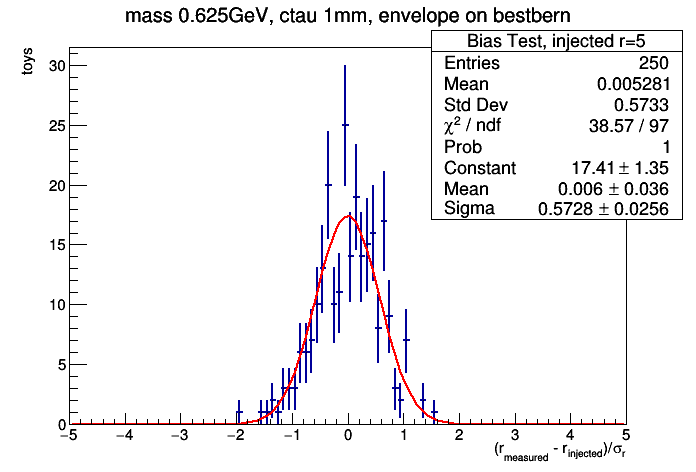 mass 0.625GeV, ctau 1mm, envelope on bestbern
Bias Test, injected r=5
Entries 250
Mean 0.005281
Std Dev 0.5733
χ² / ndf 38.57 / 97
Prob 1
Constant 17.41 ± 1.35
Mean 0.006 ± 0.036
Sigma 0.5728 ± 0.0256
toys
30
25
20
15
10
5
0
−5 −4 −3 −2 −1 0 1 2 3 4 5
(r_measured - r_injected)/σ_r